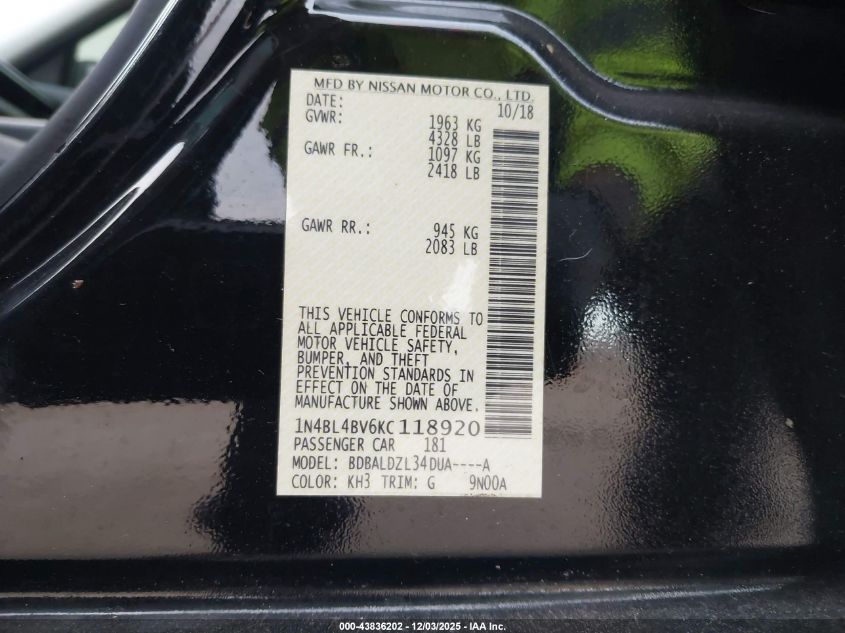 MFD BY NISSAN MOTOR CO., LTD.
DATE: 10/18
GVWR: 1963 KG
4328 LB
GAWR FR.: 1097 KG
2418 LB
GAWR RR.: 945 KG
2083 LB
THIS VEHICLE CONFORMS TO
ALL APPLICABLE FEDERAL
MOTOR VEHICLE SAFETY,
BUMPER, AND THEFT
PREVENTION STANDARDS IN
EFFECT ON THE DATE OF
MANUFACTURE SHOWN ABOVE.
1N4BL4BV6KC118920
PASSENGER CAR 181
MODEL: BDBALDZL34DUA----A
COLOR: KH3 TRIM: G 9N00A
000-43836202 - 12/03/2025 - IAA Inc.